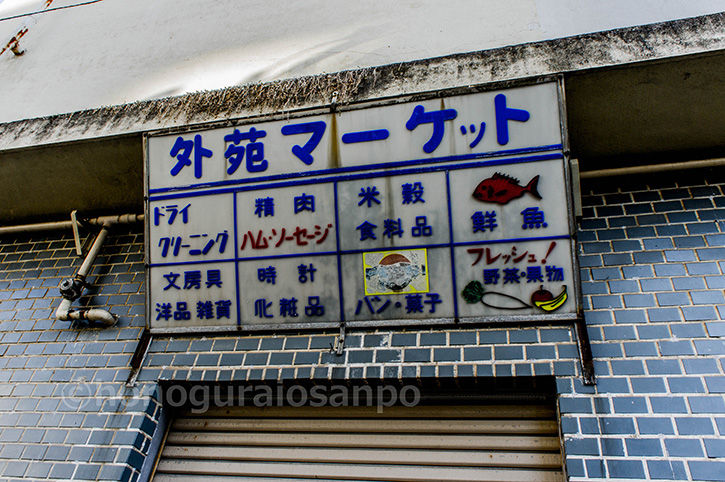 外苑マーケット
ドライ
クリーニング
精肉
ハム・ソーセージ
米穀
食料品
鮮魚
文房具
洋品雑貨
時計
化粧品
パン・菓子
フレッシュ!
野菜・果物
©honoguraiosanpo